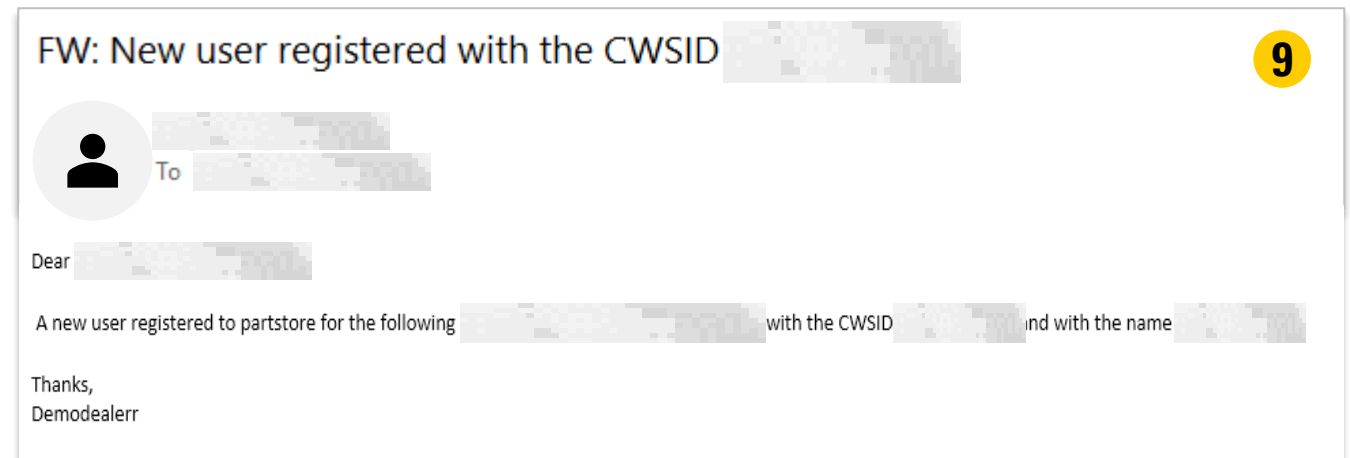 FW: New user registered with the CWSID
9
To
Dear
A new user registered to partstore for the following with the CWSID nd with the name
Thanks,
Demodealerr